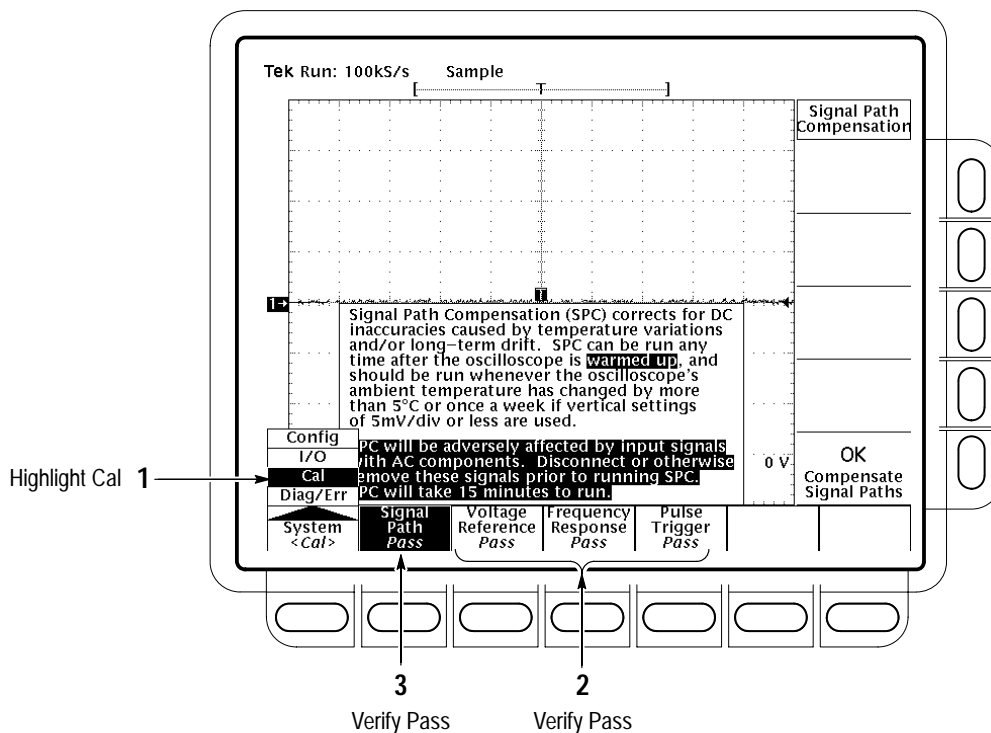 Tek Run: 100kS/s Sample
[ T ]
Signal Path
Compensation
T
1→
Signal Path Compensation (SPC) corrects for DC
inaccuracies caused by temperature variations
and/or long-term drift. SPC can be run any
time after the oscilloscope is warmed up, and
should be run whenever the oscilloscope's
ambient temperature has changed by more
than 5°C or once a week if vertical settings
of 5mV/div or less are used.
PC will be adversely affected by input signals
ith AC components. Disconnect or otherwise
emove these signals prior to running SPC.
PC will take 15 minutes to run.
0 V
Config
I/O
Cal
Diag/Err
OK
Compensate
Signal Paths
Highlight Cal 1
System
<Cal>
Signal
Path
Pass
Voltage
Reference
Pass
Frequency
Response
Pass
Pulse
Trigger
Pass
3
Verify Pass
2
Verify Pass